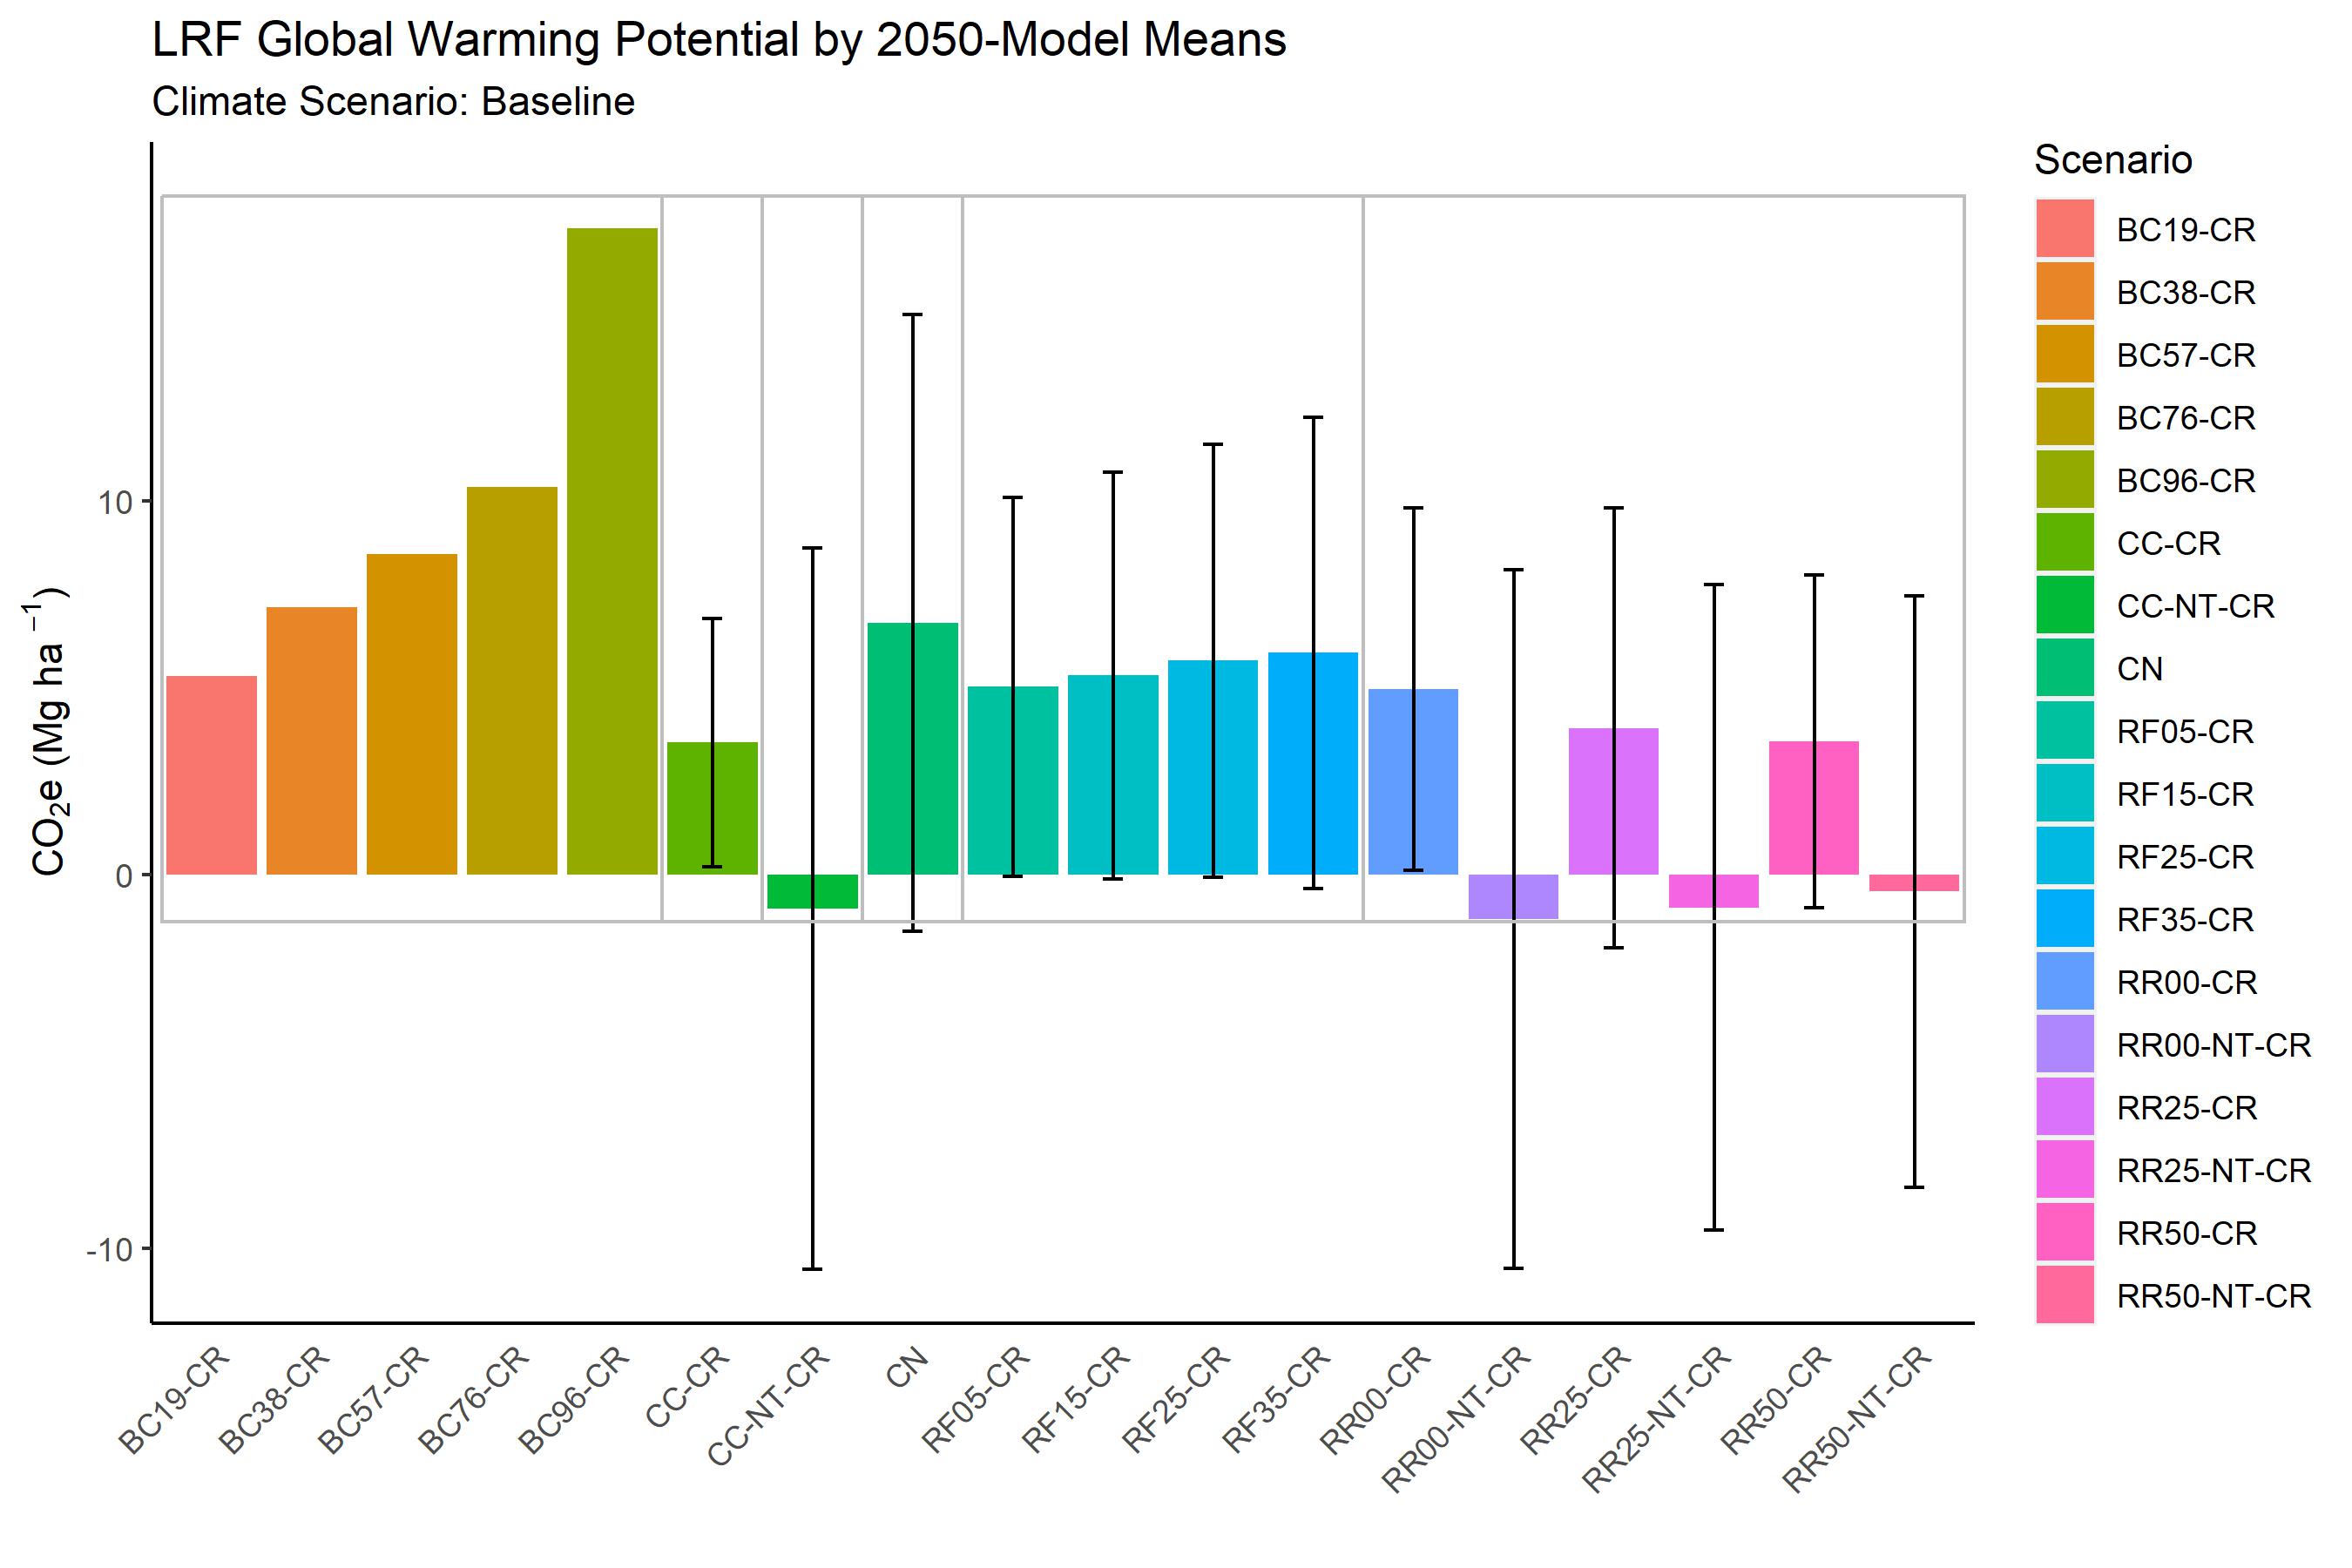 LRF Global Warming Potential by 2050-Model Means
Climate Scenario: Baseline
CO₂e (Mg ha ⁻¹)
10
0
-10
BC19-CR
BC38-CR
BC57-CR
BC76-CR
BC96-CR
CC-CR
CC-NT-CR
CN
RF05-CR
RF15-CR
RF25-CR
RF35-CR
RR00-CR
RR00-NT-CR
RR25-CR
RR25-NT-CR
RR50-CR
RR50-NT-CR
Scenario
BC19-CR
BC38-CR
BC57-CR
BC76-CR
BC96-CR
CC-CR
CC-NT-CR
CN
RF05-CR
RF15-CR
RF25-CR
RF35-CR
RR00-CR
RR00-NT-CR
RR25-CR
RR25-NT-CR
RR50-CR
RR50-NT-CR